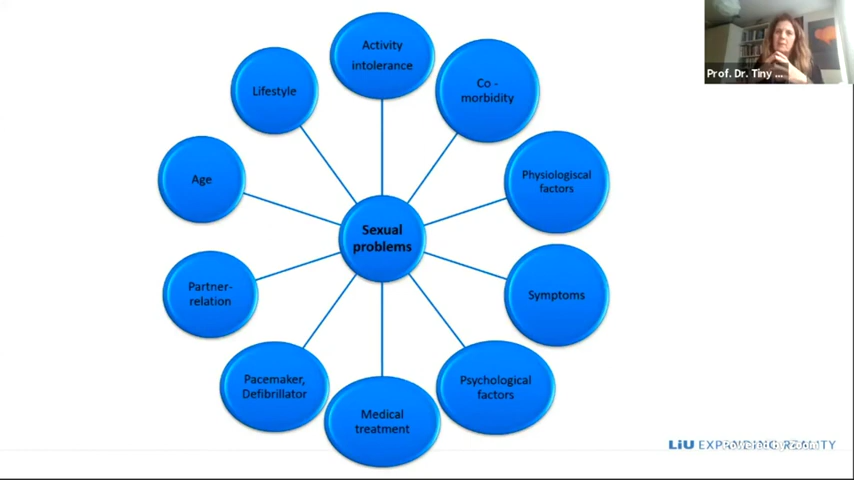 Activity
intolerance
Co -
morbidity
Lifestyle
Physiologiscal
factors
Age
Sexual
problems
Partner-
relation
Symptoms
Pacemaker,
Defibrillator
Psychological
factors
Medical
treatment
Prof. Dr. Tiny ...
LiU EXPANDING REALITY